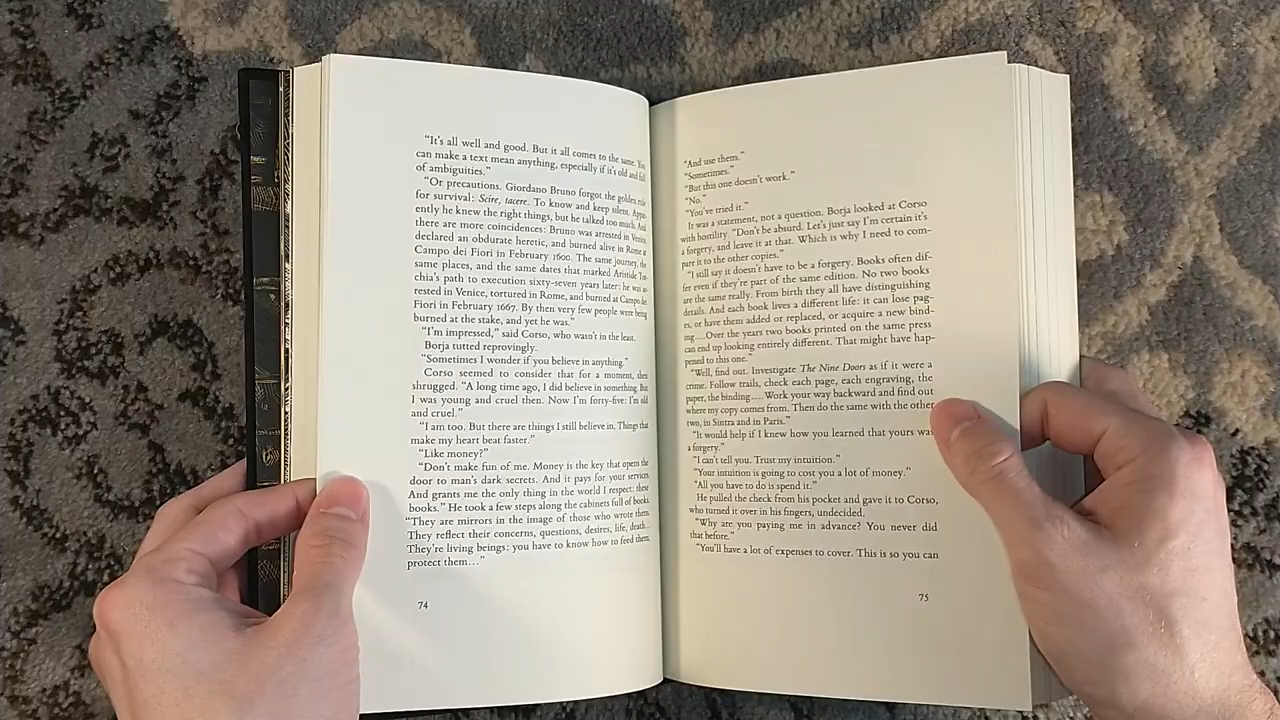 “It's all well and good. But it all comes to the same. You
can make a text mean anything, especially if it's old and full
of ambiguities.”
“Or precautions. Giordano Bruno forgot the golden rule
for survival: Scire, tacere. To know and keep silent. Appar-
ently he knew the right things, but he talked too much. And
there are more coincidences: Bruno was arrested in Venice,
declared an obdurate heretic, and burned alive in Rome at
Campo dei Fiori in February 1600. The same journey, the
same places, and the same dates that marked Aristide Tor-
chia's path to execution sixty-seven years later: he was ar-
rested in Venice, tortured in Rome, and burned at Campo dei
Fiori in February 1667. By then very few people were being
burned at the stake, and yet he was.”
“I'm impressed,” said Corso, who wasn't in the least.
Borja tutted reprovingly.
“Sometimes I wonder if you believe in anything.”
Corso seemed to consider that for a moment, then
shrugged. “A long time ago, I did believe in something. But
I was young and cruel then. Now I'm forty-five: I'm old
and cruel.”
“I am too. But there are things I still believe in. Things that
make my heart beat faster.”
“Like money?”
“Don't make fun of me. Money is the key that opens the
door to man's dark secrets. And it pays for your services.
And grants me the only thing in the world I respect: these
books.” He took a few steps along the cabinets full of books.
“They are mirrors in the image of those who wrote them.
They reflect their concerns, questions, desires, life, death...
They're living beings: you have to know how to feed them,
protect them...”
74
“And use them.”
“Sometimes.”
“But this one doesn't work.”
“No.”
“You've tried it.”
It was a statement, not a question. Borja looked at Corso
with hostility. “Don't be absurd. Let's just say I'm certain it's
a forgery, and leave it at that. Which is why I need to com-
pare it to the other copies.”
“I still say it doesn't have to be a forgery. Books often dif-
fer even if they're part of the same edition. No two books
are the same really. From birth they all have distinguishing
details. And each book lives a different life: it can lose pag-
es, or have them added or replaced, or acquire a new bind-
ing.... Over the years two books printed on the same press
can end up looking entirely different. That might have hap-
pened to this one.”
“Well, find out. Investigate The Nine Doors as if it were a
crime. Follow trails, check each page, each engraving, the
paper, the binding.... Work your way backward and find out
where my copy comes from. Then do the same with the other
two, in Sintra and in Paris.”
“It would help if I knew how you learned that yours was
a forgery.”
“I can't tell you. Trust my intuition.”
“Your intuition is going to cost you a lot of money.”
“All you have to do is spend it.”
He pulled the check from his pocket and gave it to Corso,
who turned it over in his fingers, undecided.
“Why are you paying me in advance? You never did
that before.”
“You'll have a lot of expenses to cover. This is so you can
75